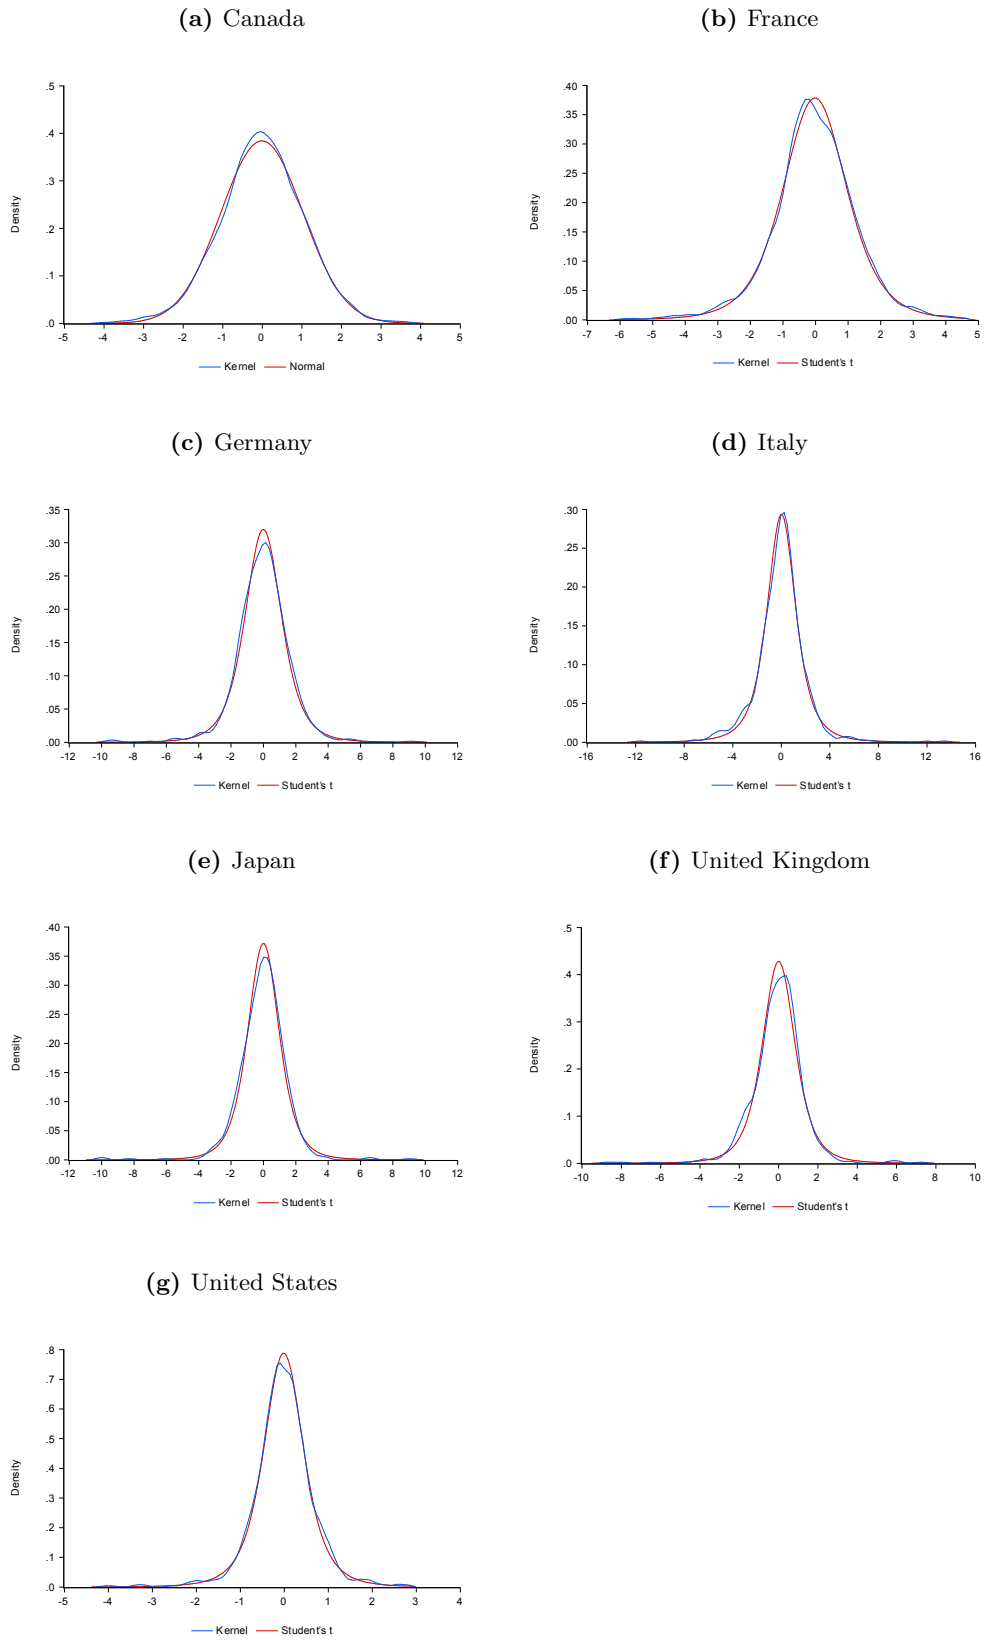 (a) Canada
.5
.4
.3
.2
.1
.0
Density
-5 -4 -3 -2 -1 0 1 2 3 4 5
Kernel Normal
(b) France
.40
.35
.30
.25
.20
.15
.10
.05
.00
Density
-7 -6 -5 -4 -3 -2 -1 0 1 2 3 4 5
Kernel Student's t
(c) Germany
.35
.30
.25
.20
.15
.10
.05
.00
Density
-12 -10 -8 -6 -4 -2 0 2 4 6 8 10 12
Kernel Student's t
(d) Italy
.30
.25
.20
.15
.10
.05
.00
Density
-16 -12 -8 -4 0 4 8 12 16
Kernel Student's t
(e) Japan
.40
.35
.30
.25
.20
.15
.10
.05
.00
Density
-12 -10 -8 -6 -4 -2 0 2 4 6 8 10 12
Kernel Student's t
(f) United Kingdom
.5
.4
.3
.2
.1
.0
Density
-10 -8 -6 -4 -2 0 2 4 6 8 10
Kernel Student's t
(g) United States
.8
.7
.6
.5
.4
.3
.2
.1
.0
Density
-5 -4 -3 -2 -1 0 1 2 3 4
Kernel Student's t